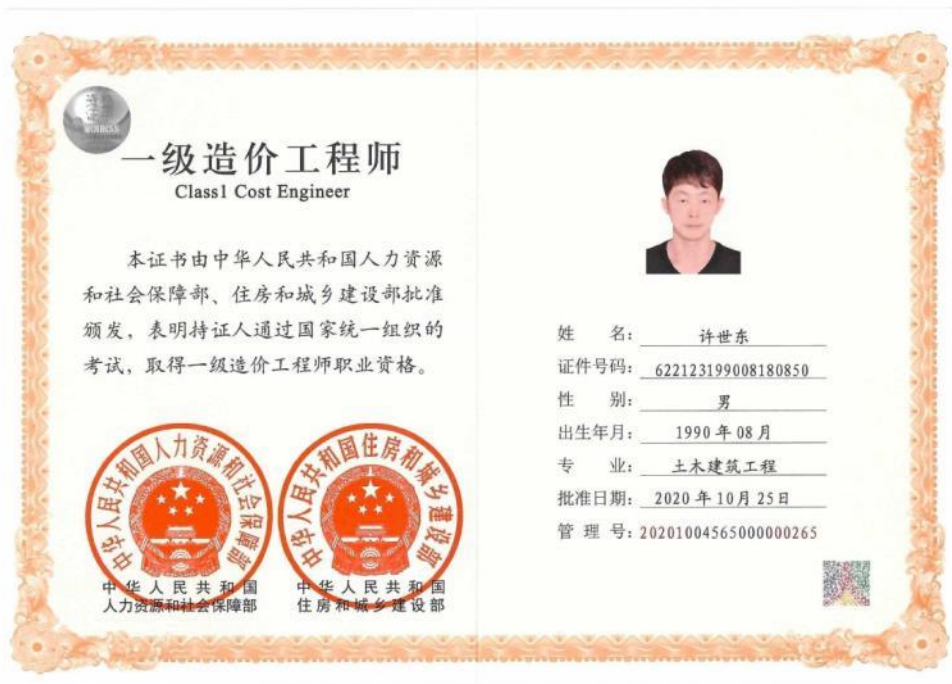 一级造价工程师
Class1 Cost Engineer
本证书由中华人民共和国人力资源
和社会保障部、住房和城乡建设部批准
颁发，表明持证人通过国家统一组织的
考试，取得一级造价工程师职业资格。
中华人民共和国人力资源和社会保障部
中华人民共和国
人力资源和社会保障部
中华人民共和国住房和城乡建设部
中华人民共和国
住房和城乡建设部
姓 名： 许世东
证件号码： 622123199008180850
性 别： 男
出生年月： 1990年08月
专 业： 土木建筑工程
批准日期： 2020年10月25日
管 理 号： 20201004565000000265